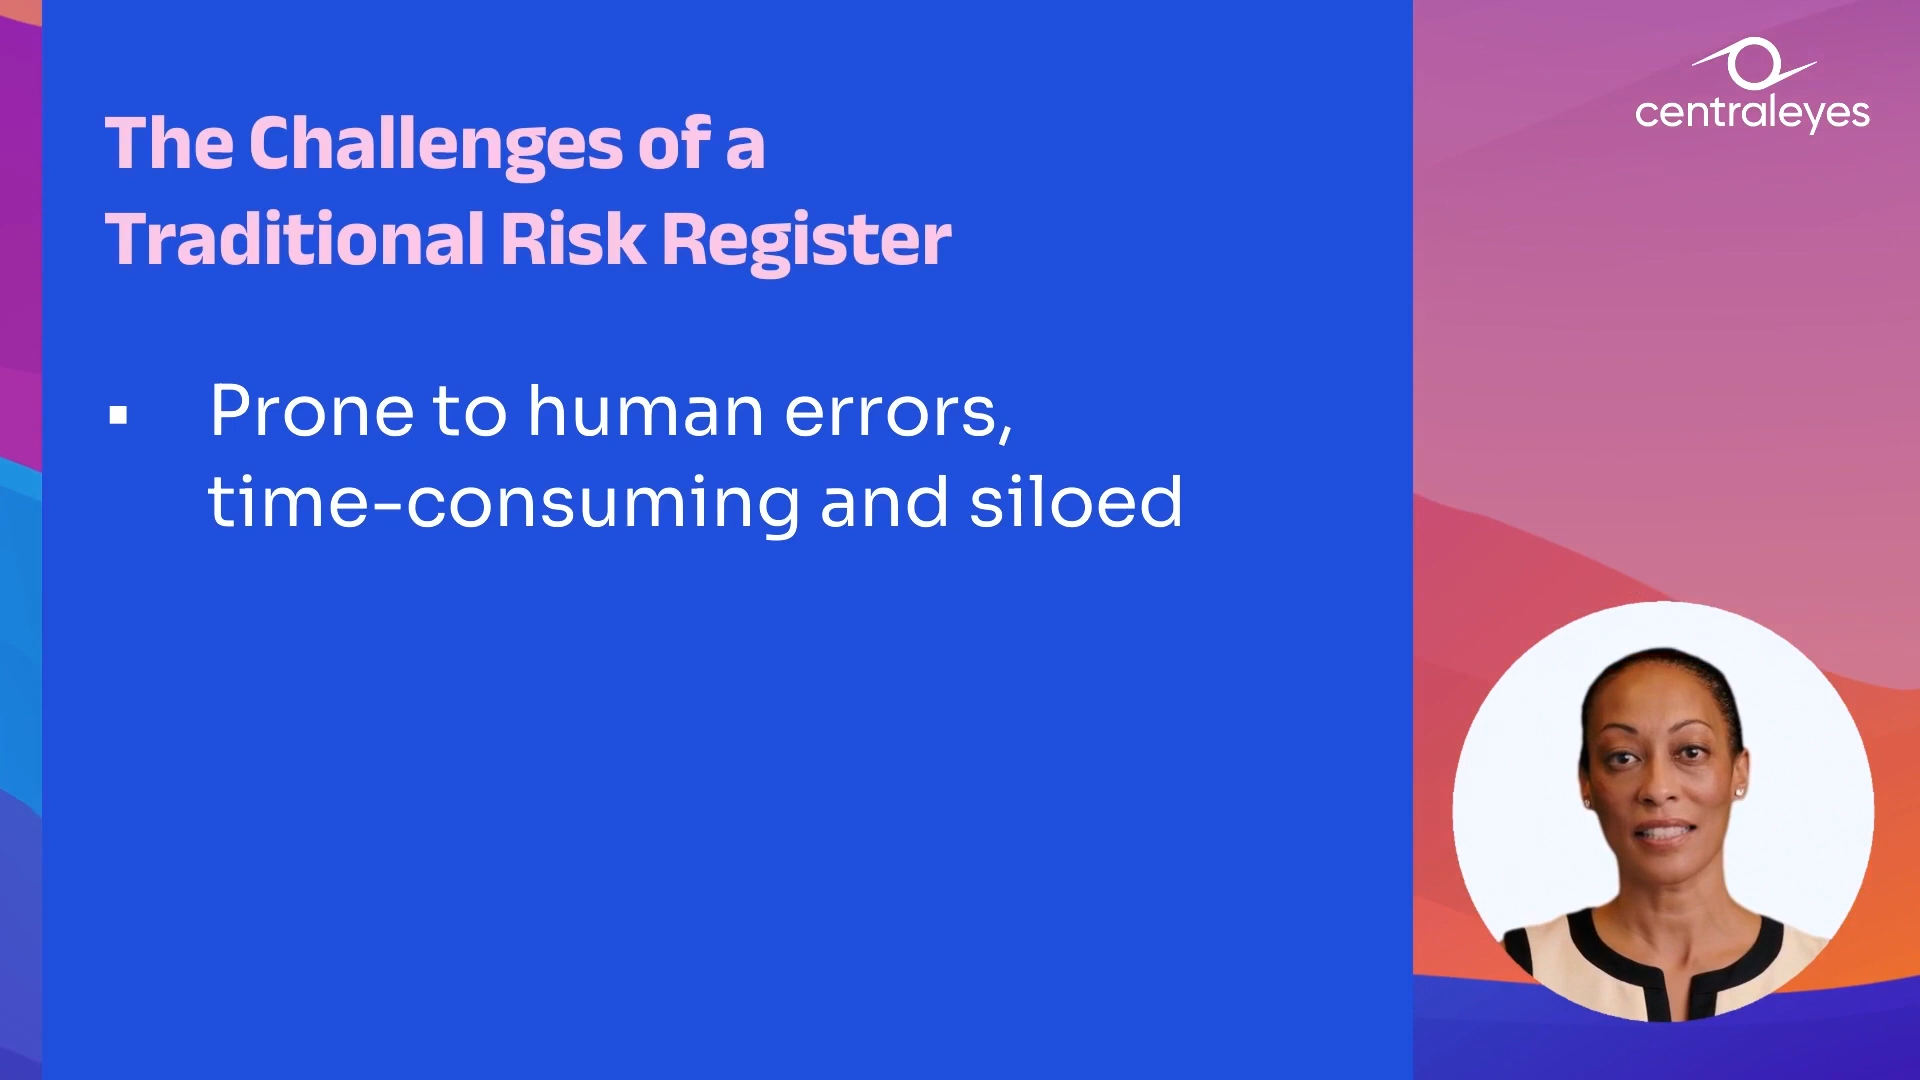 centraleyes
The Challenges of a
Traditional Risk Register
▪ Prone to human errors,
time-consuming and siloed